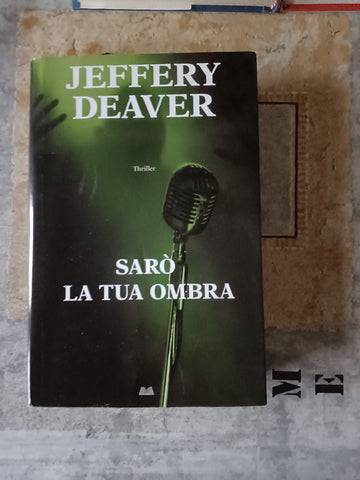 JEFFERY
DEAVER
Thriller
SARÒ
LA TUA OMBRA
M
E